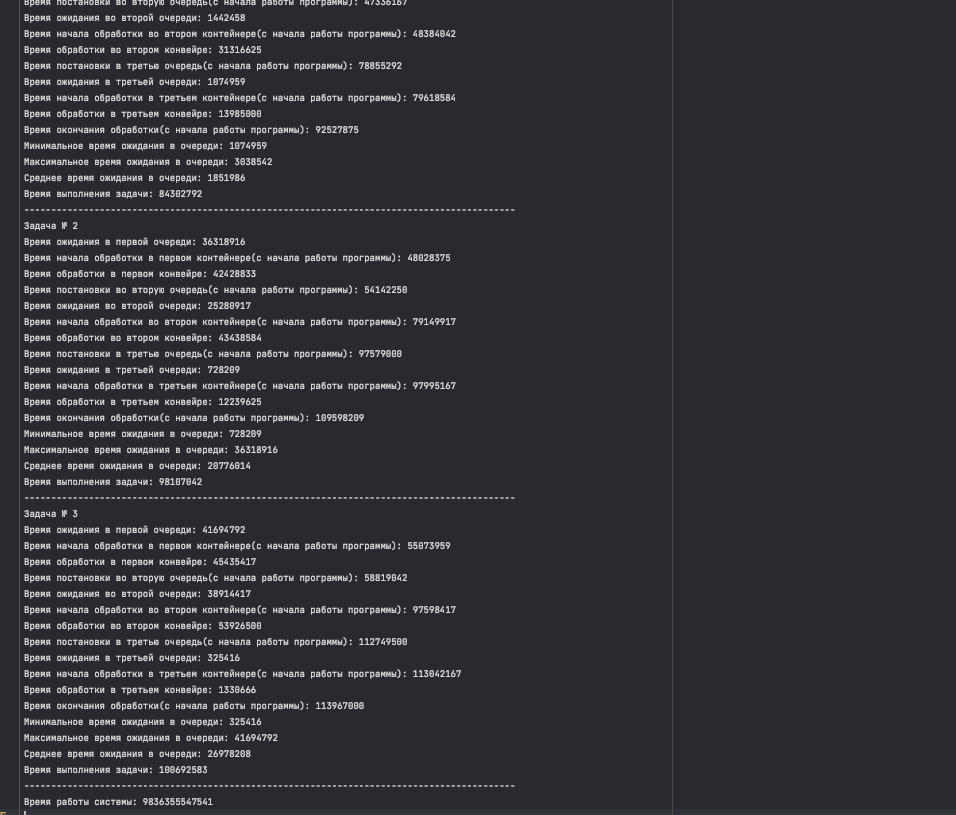 Время постановки во вторую очередь(с начала работы программы): 47336167
Время ожидания во второй очереди: 1442458
Время начала обработки во втором контейнере(с начала работы программы): 48384042
Время обработки во втором конвейре: 31316625
Время постановки в третью очередь(с начала работы программы): 78855292
Время ожидания в третьей очереди: 1074959
Время начала обработки в третьем контейнере(с начала работы программы): 79618584
Время обработки в третьем конвейре: 13985000
Время окончания обработки(с начала работы программы): 92527875
Минимальное время ожидания в очереди: 1074959
Максимальное время ожидания в очереди: 3038542
Среднее время ожидания в очереди: 1851986
Время выполнения задачи: 84302792
-------------------------------------------------------------------------------------------
Задача № 2
Время ожидания в первой очереди: 36318916
Время начала обработки в первом контейнере(с начала работы программы): 48028375
Время обработки в первом конвейре: 42428833
Время постановки во вторую очередь(с начала работы программы): 54142250
Время ожидания во второй очереди: 25280917
Время начала обработки во втором контейнере(с начала работы программы): 79149917
Время обработки во втором конвейре: 43438584
Время постановки в третью очередь(с начала работы программы): 97579000
Время ожидания в третьей очереди: 728209
Время начала обработки в третьем контейнере(с начала работы программы): 97995167
Время обработки в третьем конвейре: 12239625
Время окончания обработки(с начала работы программы): 109598209
Минимальное время ожидания в очереди: 728209
Максимальное время ожидания в очереди: 36318916
Среднее время ожидания в очереди: 20776014
Время выполнения задачи: 98107042
-------------------------------------------------------------------------------------------
Задача № 3
Время ожидания в первой очереди: 41694792
Время начала обработки в первом контейнере(с начала работы программы): 55073959
Время обработки в первом конвейре: 45435417
Время постановки во вторую очередь(с начала работы программы): 58819042
Время ожидания во второй очереди: 38914417
Время начала обработки во втором контейнере(с начала работы программы): 97598417
Время обработки во втором конвейре: 53926500
Время постановки в третью очередь(с начала работы программы): 112749500
Время ожидания в третьей очереди: 325416
Время начала обработки в третьем контейнере(с начала работы программы): 113042167
Время обработки в третьем конвейре: 1330666
Время окончания обработки(с начала работы программы): 113967000
Минимальное время ожидания в очереди: 325416
Максимальное время ожидания в очереди: 41694792
Среднее время ожидания в очереди: 26978208
Время выполнения задачи: 100692583
-------------------------------------------------------------------------------------------
Время работы системы: 9836355547541